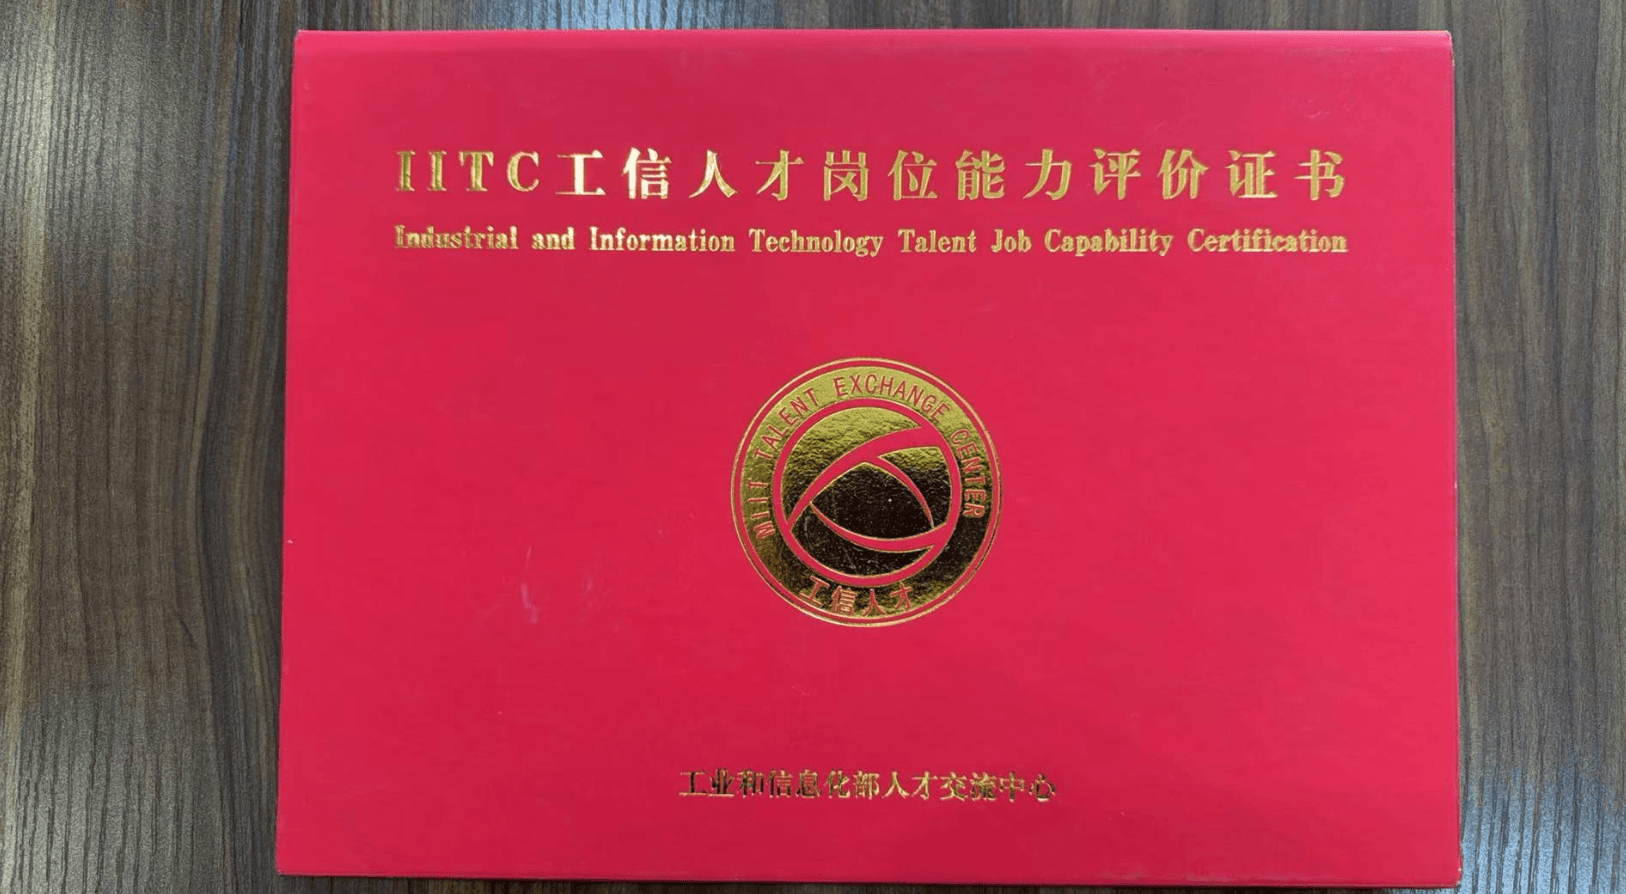 IITC工信人才岗位能力评价证书
Industrial and Information Technology Talent Job Capability Certification
MIIT TALENT EXCHANGE CENTER
工信人才
工业和信息化部人才交流中心